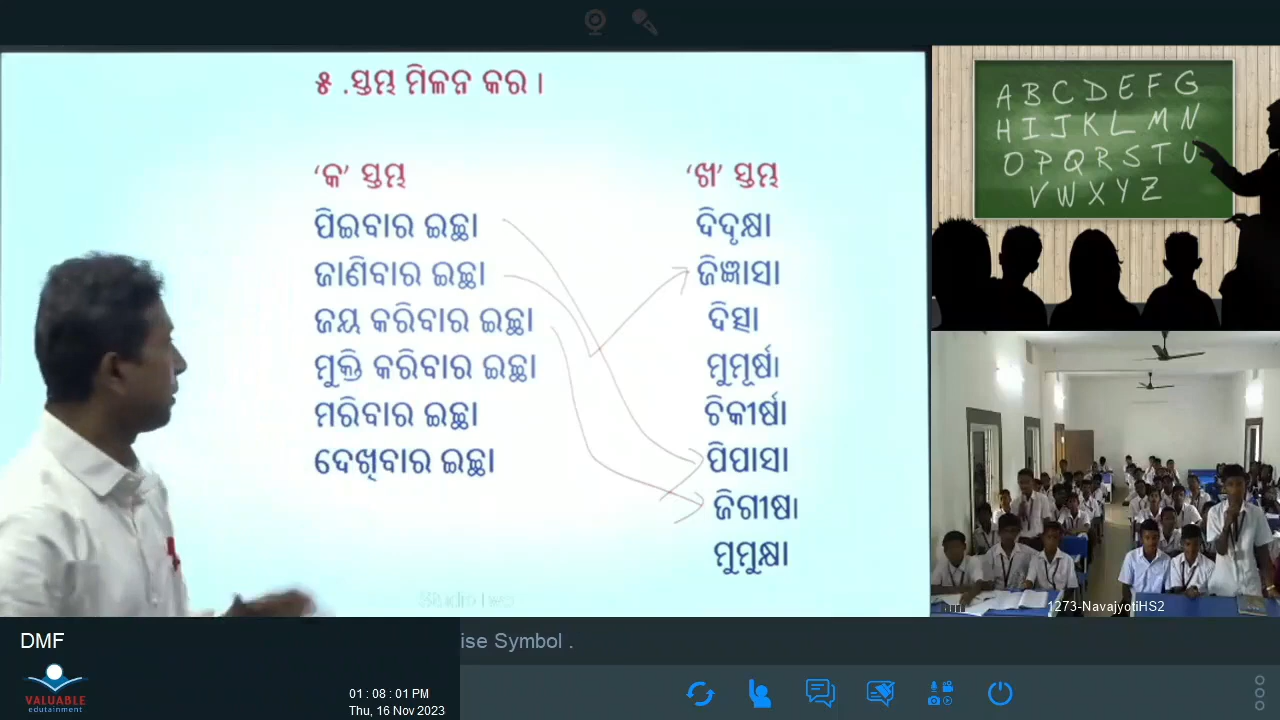 ୫ .ସ୍ତମ୍ଭ ମିଳନ କର ।
‘କ’ ସ୍ତମ୍ଭ
ପିଇବାର ଇଚ୍ଛା
ଜାଣିବାର ଇଚ୍ଛା
ଜୟ କରିବାର ଇଚ୍ଛା
ମୁକ୍ତି କରିବାର ଇଚ୍ଛା
ମରିବାର ଇଚ୍ଛା
ଦେଖିବାର ଇଚ୍ଛା
‘ଖ’ ସ୍ତମ୍ଭ
ଦିଦୃକ୍ଷା
ଜିଜ୍ଞାସା
ଦିତ୍ସା
ମୁମୂର୍ଷା
ଚିକୀର୍ଷା
ପିପାସା
ଜିଗୀଷା
ମୁମୁକ୍ଷା
A B C D E F G
H I J K L M N
O P Q R S T U
V W X Y Z
1273-NavajyotiHS2
DMF
ise Symbol .
VALUABLE
edutainment
01 : 08 : 01 PM
Thu, 16 Nov 2023